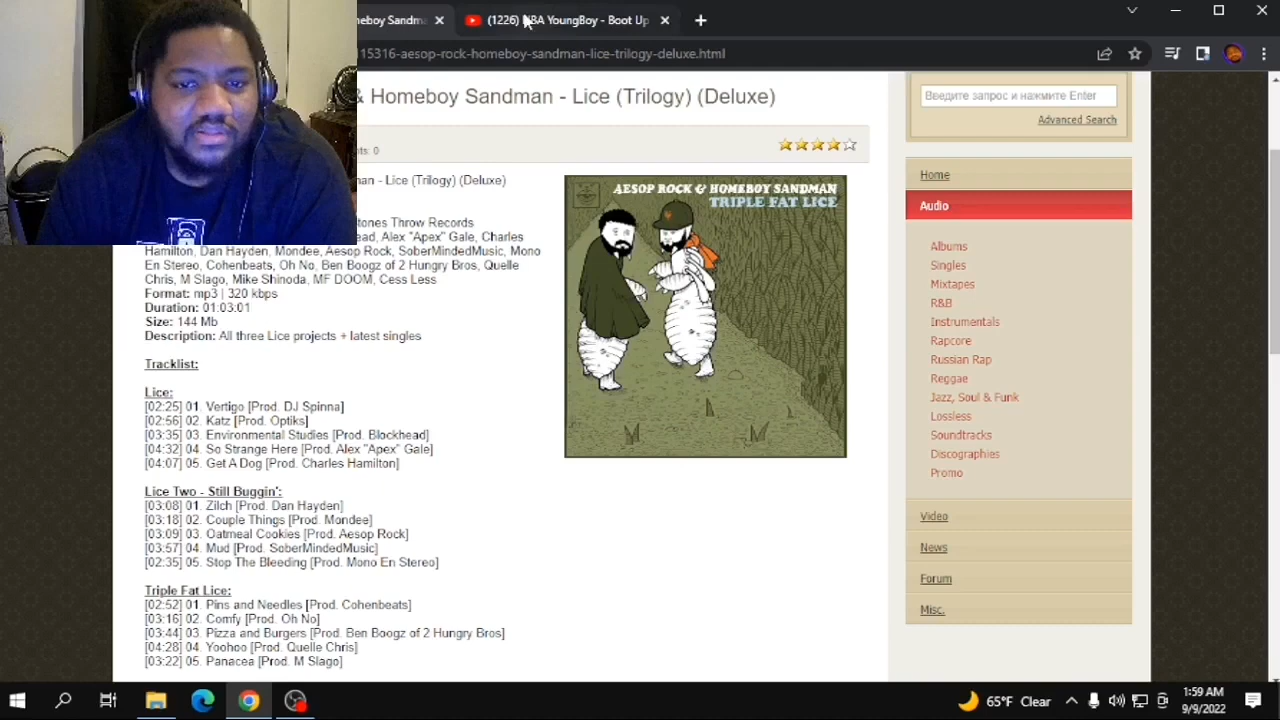 meboy Sandma
(1226) NBA YoungBoy - Boot Up
15316-aesop-rock-homeboy-sandman-lice-trilogy-deluxe.html
& Homeboy Sandman - Lice (Trilogy) (Deluxe)
Введите запрос и нажмите Enter
Advanced Search
nts: 0
man - Lice (Trilogy) (Deluxe)
AESOP ROCK & HOMEBOY SANDMAN
TRIPLE FAT LICE
tones Throw Records
ead, Alex "Apex" Gale, Charles
Hamilton, Dan Hayden, Mondee, Aesop Rock, SoberMindedMusic, Mono
En Stereo, Cohenbeats, Oh No, Ben Boogz of 2 Hungry Bros, Quelle
Chris, M Slago, Mike Shinoda, MF DOOM, Cess Less
Format: mp3 | 320 kbps
Duration: 01:03:01
Size: 144 Mb
Description: All three Lice projects + latest singles
Tracklist:
Lice:
[02:25] 01. Vertigo [Prod. DJ Spinna]
[02:56] 02. Katz [Prod. Optiks]
[03:35] 03. Environmental Studies [Prod. Blockhead]
[04:32] 04. So Strange Here [Prod. Alex "Apex" Gale]
[04:07] 05. Get A Dog [Prod. Charles Hamilton]
Lice Two - Still Buggin':
[03:08] 01. Zilch [Prod. Dan Hayden]
[03:18] 02. Couple Things [Prod. Mondee]
[03:09] 03. Oatmeal Cookies [Prod. Aesop Rock]
[03:57] 04. Mud [Prod. SoberMindedMusic]
[02:35] 05. Stop The Bleeding [Prod. Mono En Stereo]
Triple Fat Lice:
[02:52] 01. Pins and Needles [Prod. Cohenbeats]
[03:16] 02. Comfy [Prod. Oh No]
[03:44] 03. Pizza and Burgers [Prod. Ben Boogz of 2 Hungry Bros]
[04:28] 04. Yoohoo [Prod. Quelle Chris]
[03:22] 05. Panacea [Prod. M Slago]
Home
Audio
Albums
Singles
Mixtapes
R&B
Instrumentals
Rapcore
Russian Rap
Reggae
Jazz, Soul & Funk
Lossless
Soundtracks
Discographies
Promo
Video
News
Forum
Misc.
65°F Clear
1:59 AM
9/9/2022